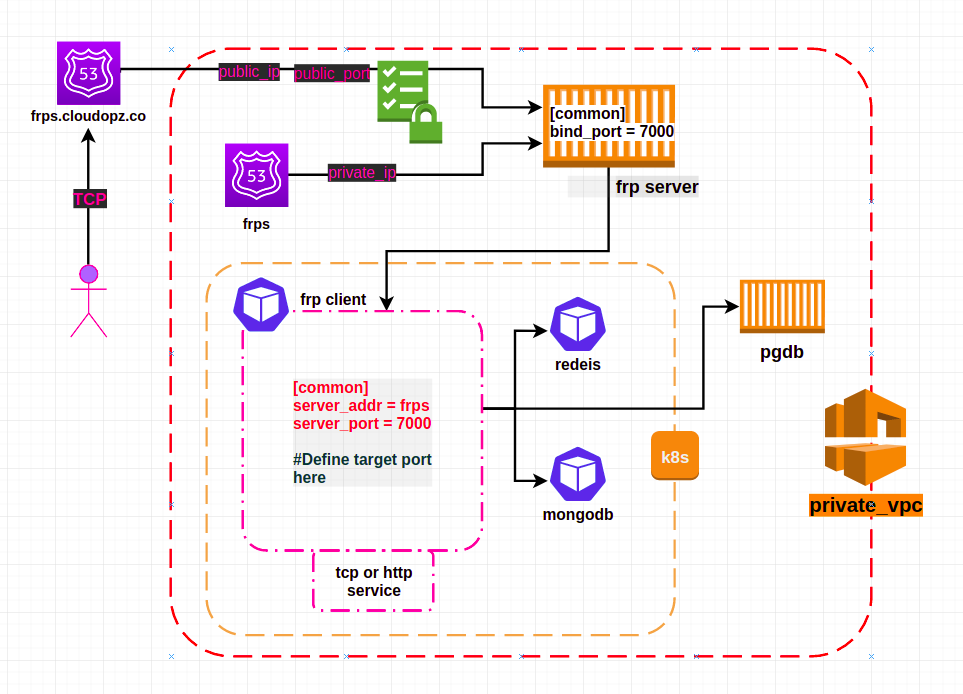 53
frps.cloudopz.co
public_ip
public_port
[common]
bind_port = 7000
53
private_ip
frp server
TCP
frps
frp client
redeis
pgdb
[common]
server_addr = frps
server_port = 7000
#Define target port
here
k8s
mongodb
private_vpc
tcp or http
service